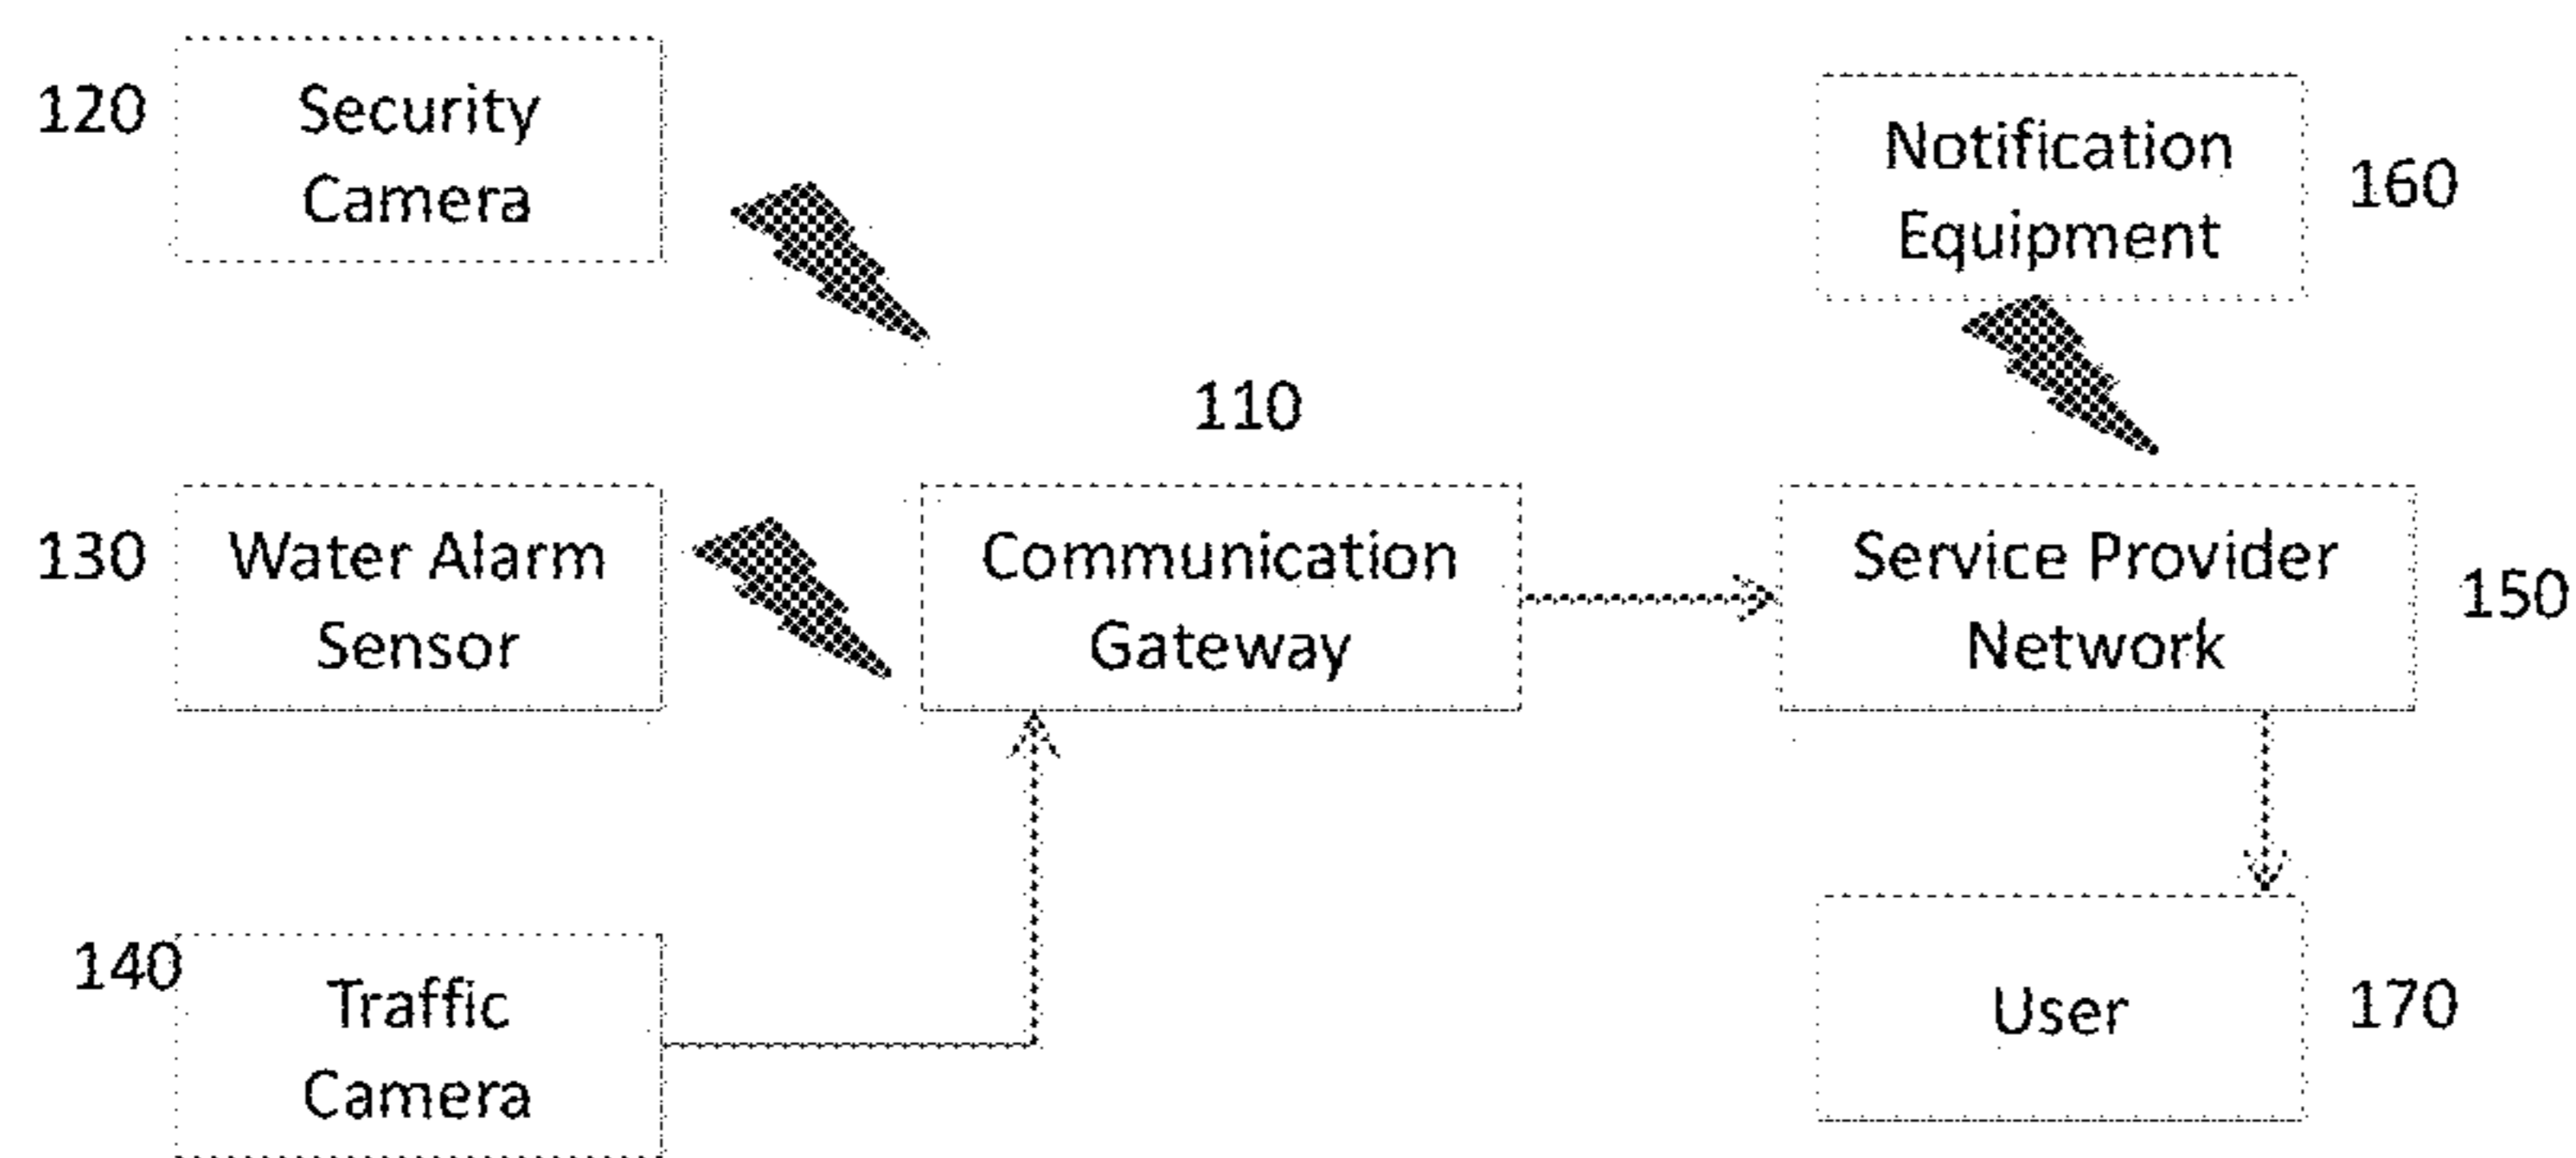 120
Security
Camera
Notification
Equipment
160
110
130
Water Alarm
Sensor
Communication
Gateway
Service Provider
Network
150
140
Traffic
Camera
User
170